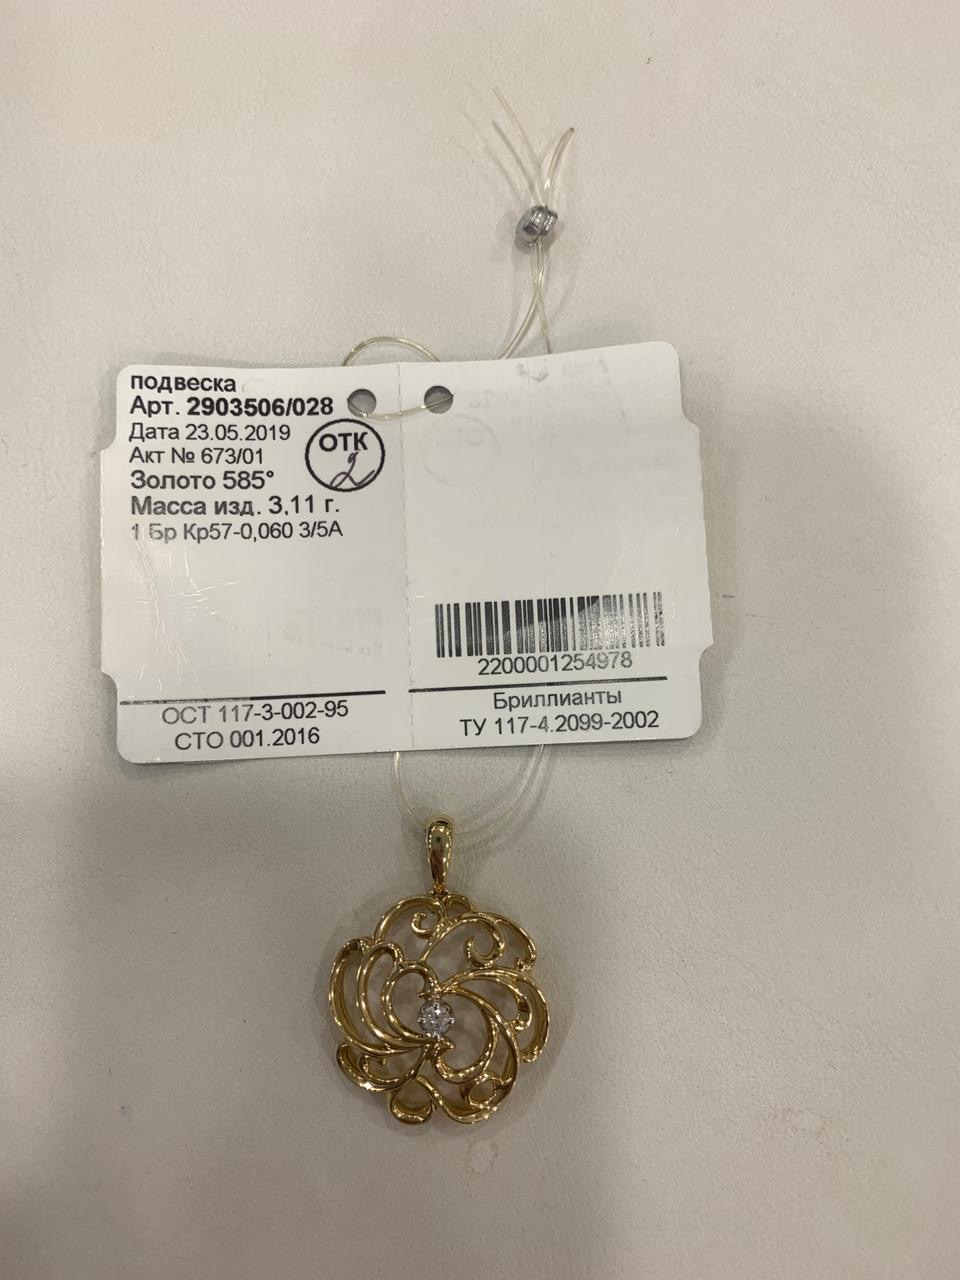 подвеска
Арт. 2903506/028
Дата 23.05.2019
Акт № 673/01
ОТК
2
Золото 585°
Масса изд. 3,11 г.
1 Бр Кр57-0,060 3/5А
ОСТ 117-3-002-95
СТО 001.2016
2200001254978
Бриллианты
ТУ 117-4.2099-2002